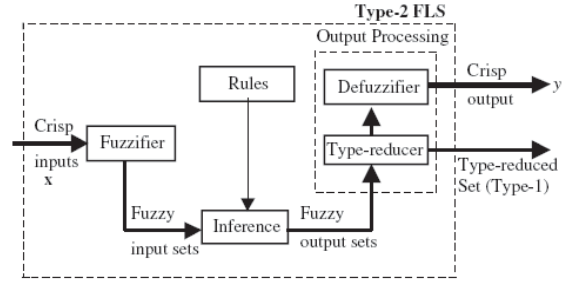 Type-2 FLS
Output Processing
Defuzzifier
Crisp
output
y
Rules
Crisp
inputs
x
Fuzzifier
Type-reducer
Type-reduced
Set (Type-1)
Fuzzy
input sets
Inference
Fuzzy
output sets